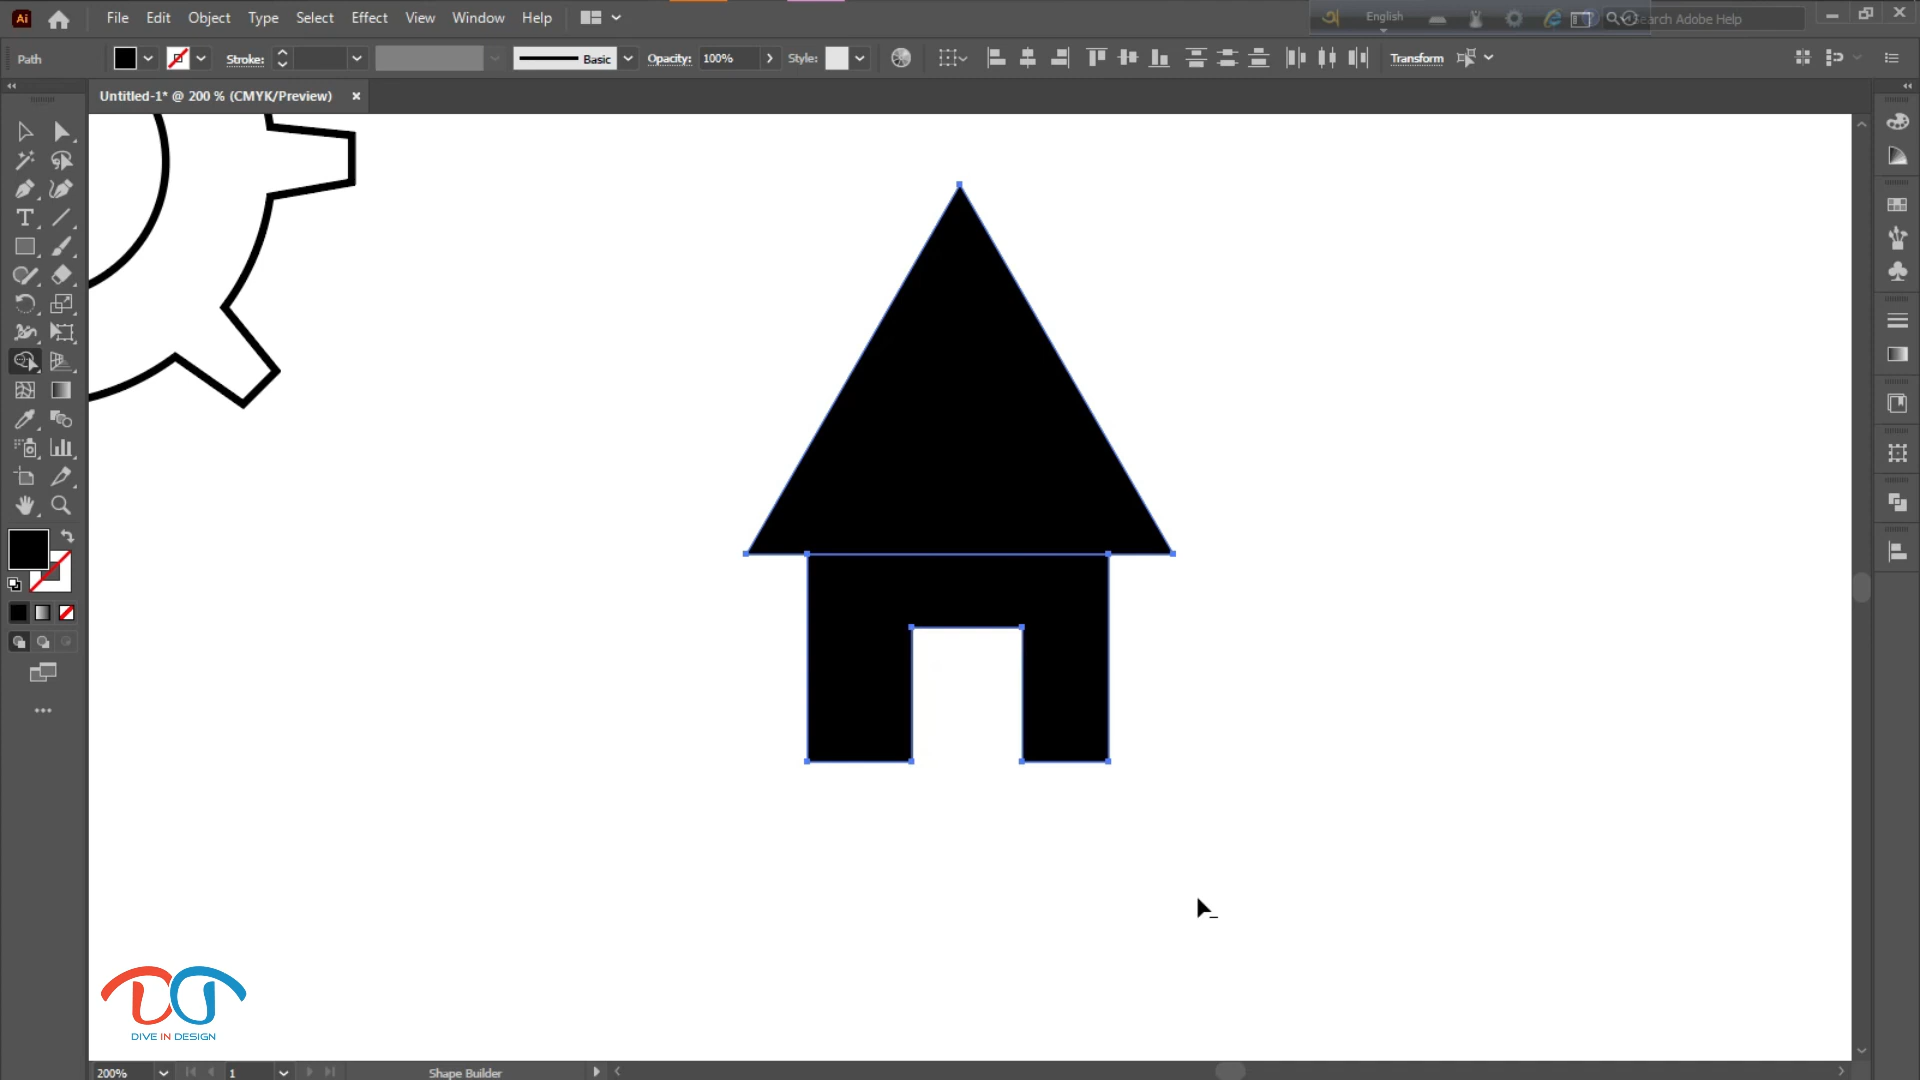 Ai File Edit Object Type Select Effect View Window Help English Search Adobe Help
Path Stroke: Basic Opacity: 100% Style: Transform
Untitled-1* @ 200 % (CMYK/Preview)
DIVE IN DESIGN
200% 1 Shape Builder